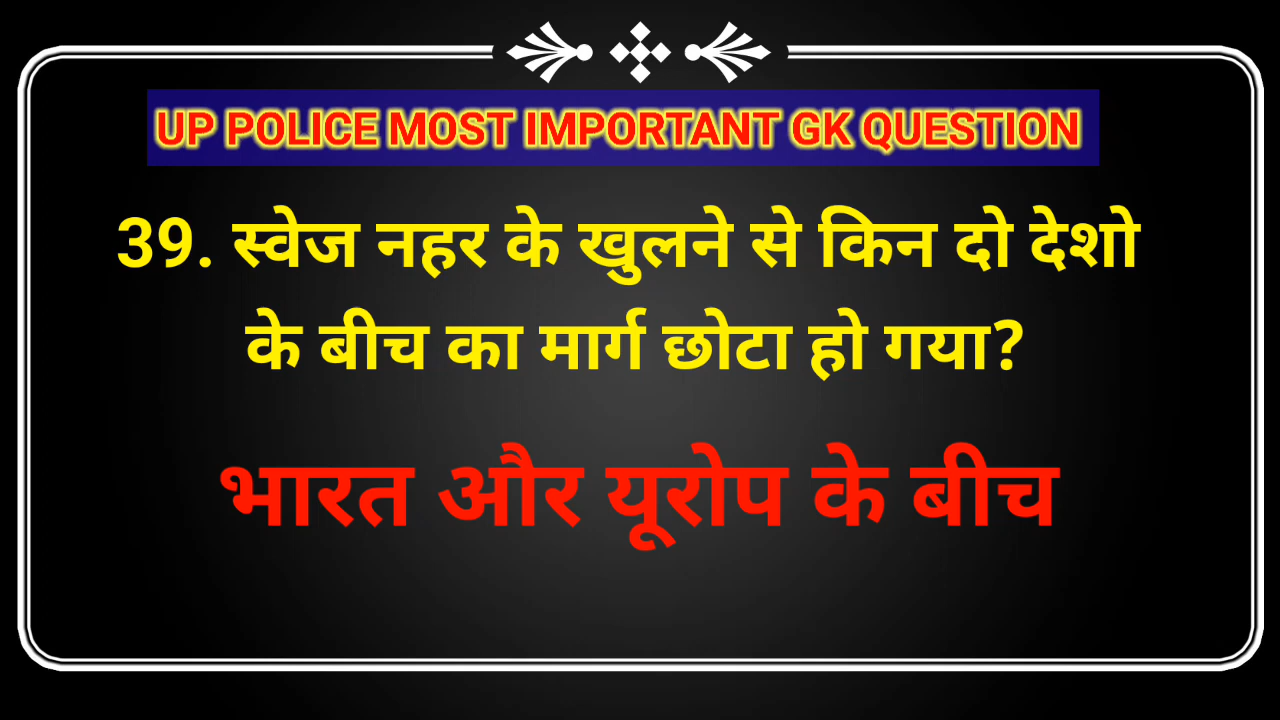 UP POLICE MOST IMPORTANT GK QUESTION
39. स्वेज नहर के खुलने से किन दो देशो
के बीच का मार्ग छोटा हो गया?
भारत और यूरोप के बीच